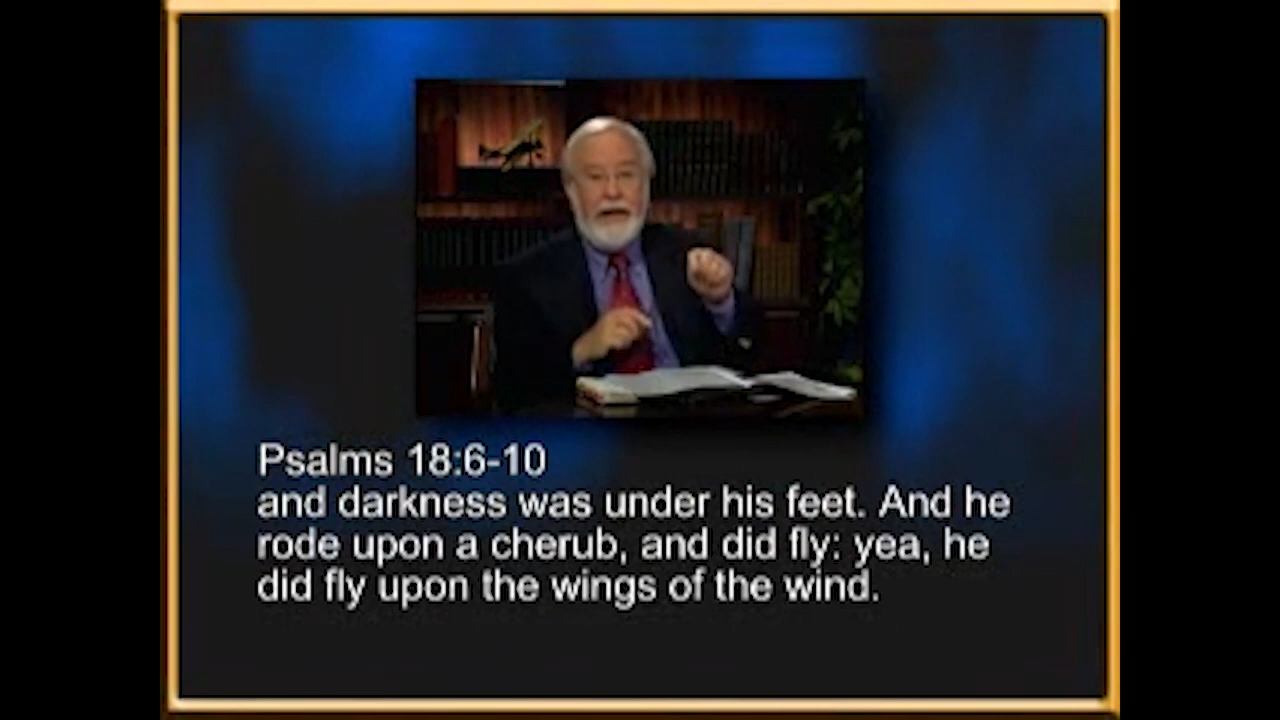 Psalms 18:6-10
and darkness was under his feet. And he
rode upon a cherub, and did fly: yea, he
did fly upon the wings of the wind.